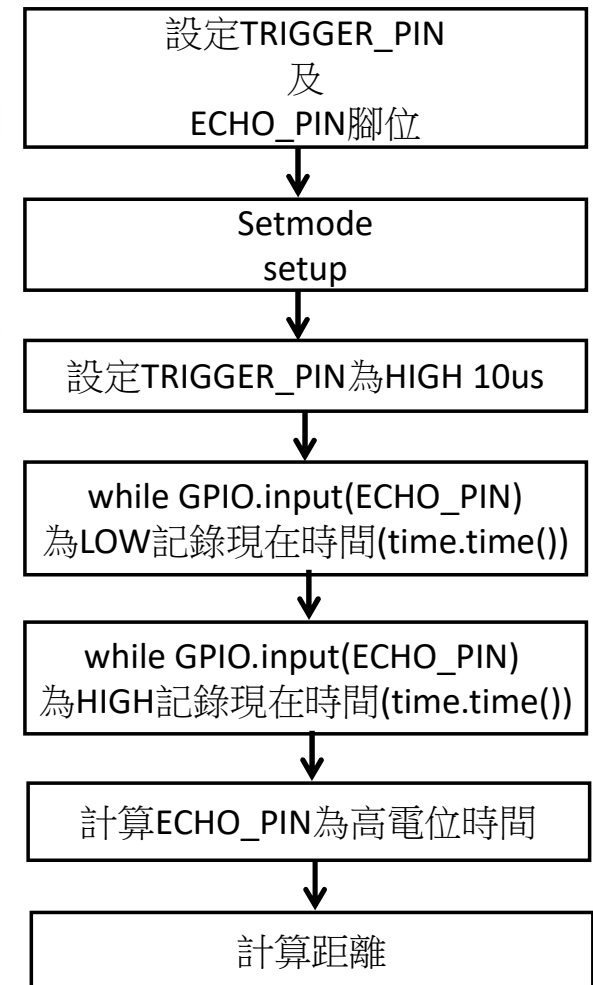 設定TRIGGER_PIN
及
ECHO_PIN腳位
Setmode
setup
設定TRIGGER_PIN為HIGH 10us
while GPIO.input(ECHO_PIN)
為LOW記錄現在時間(time.time())
while GPIO.input(ECHO_PIN)
為HIGH記錄現在時間(time.time())
計算ECHO_PIN為高電位時間
計算距離